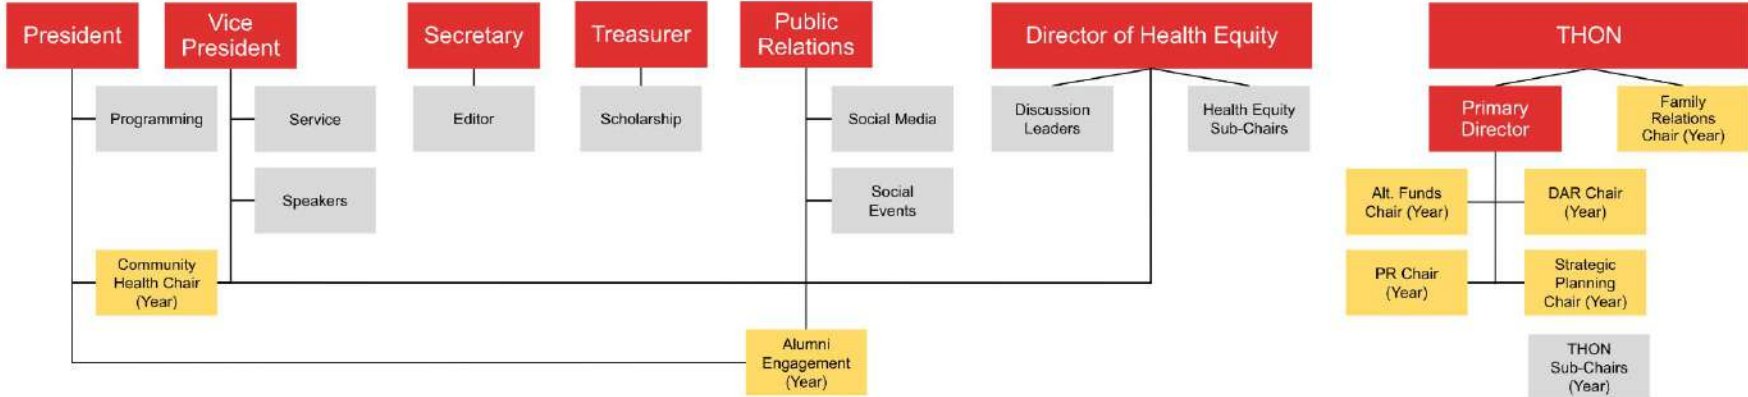 President
Vice
President
Secretary
Treasurer
Public
Relations
Director of Health Equity
THON
Programming
Service
Editor
Scholarship
Social Media
Discussion
Leaders
Health Equity
Sub-Chairs
Primary
Director
Family
Relations
Chair (Year)
Speakers
Social
Events
Alt. Funds
Chair (Year)
DAR Chair
(Year)
Community
Health Chair
(Year)
PR Chair
(Year)
Strategic
Planning
Chair (Year)
Alumni
Engagement
(Year)
THON
Sub-Chairs
(Year)